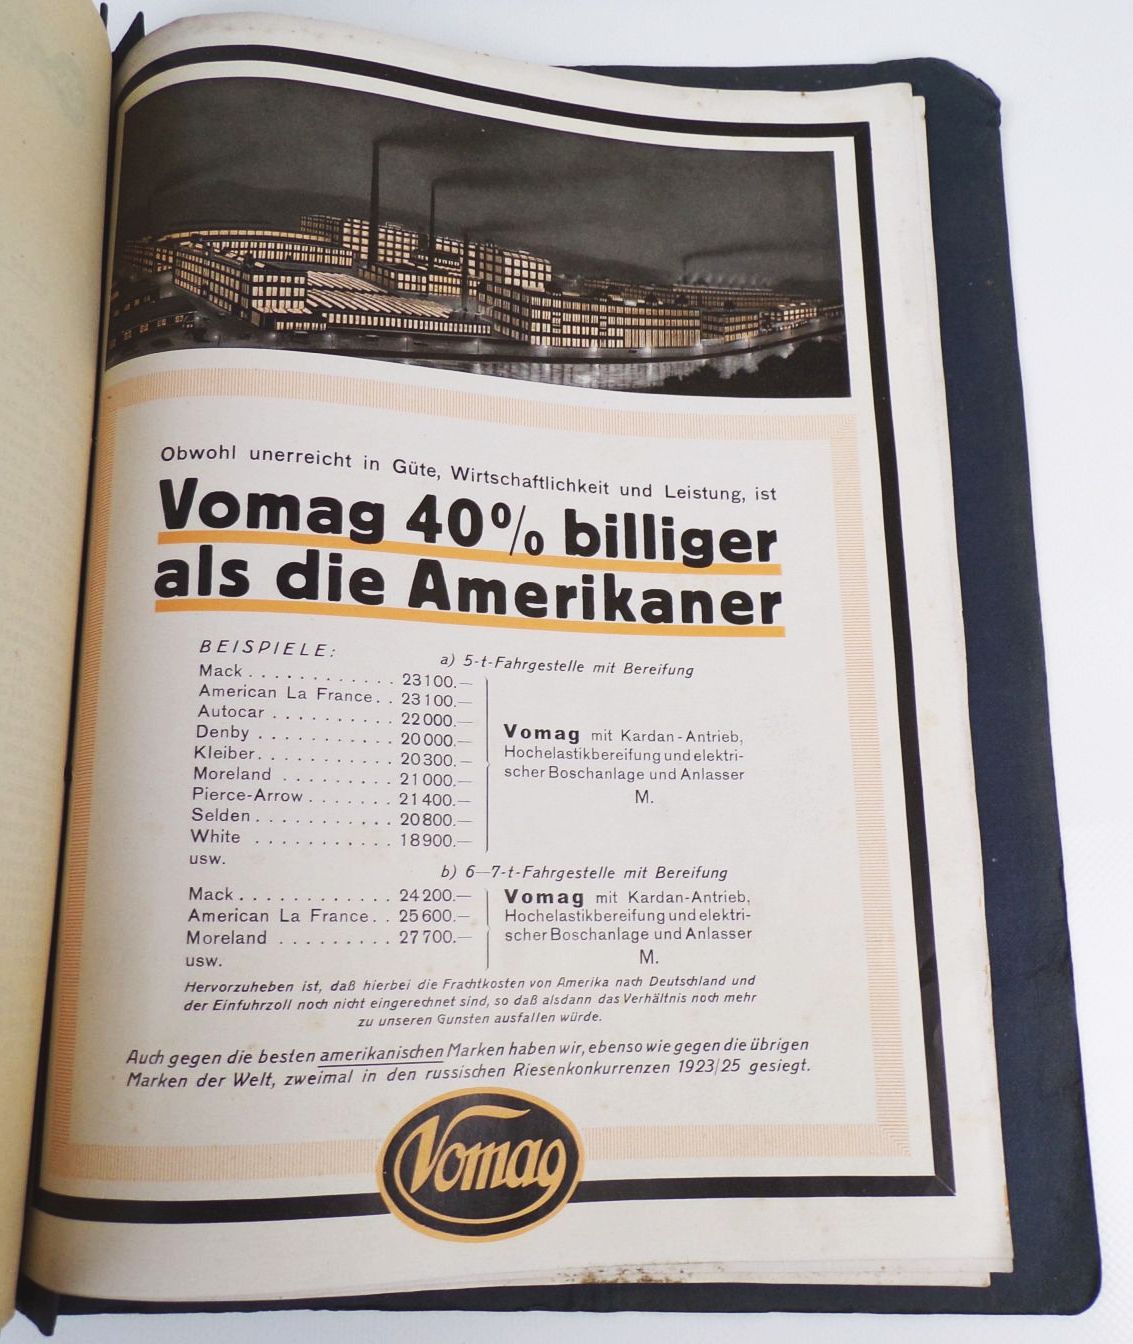 Obwohl unerreicht in Güte, Wirtschaftlichkeit und Leistung, ist
Vomag 40% billiger
als die Amerikaner
BEISPIELE:
a) 5-t-Fahrgestelle mit Bereifung
Mack . . . . . . . . . . . . 23100.—
American La France . . 23100.—
Autocar . . . . . . . . . . 22000.—
Denby . . . . . . . . . . . 20000.—
Kleiber . . . . . . . . . . . 20300.—
Moreland . . . . . . . . . 21000.—
Pierce-Arrow . . . . . . . 21400.—
Selden . . . . . . . . . . . 20800.—
White . . . . . . . . . . . 18900.—
usw.
Vomag mit Kardan-Antrieb,
Hochelastikbereifung und elektri-
scher Boschanlage und Anlasser
M.
b) 6—7-t-Fahrgestelle mit Bereifung
Mack . . . . . . . . . . . . 24200.—
American La France . . 25600.—
Moreland . . . . . . . . . 27700.—
usw.
Vomag mit Kardan-Antrieb,
Hochelastikbereifung und elektri-
scher Boschanlage und Anlasser
M.
Hervorzuheben ist, daß hierbei die Frachtkosten von Amerika nach Deutschland und
der Einfuhrzoll noch nicht eingerechnet sind, so daß alsdann das Verhältnis noch mehr
zu unseren Gunsten ausfallen würde.
Auch gegen die besten amerikanischen Marken haben wir, ebenso wie gegen die übrigen
Marken der Welt, zweimal in den russischen Riesenkonkurrenzen 1923/25 gesiegt.
Vomag